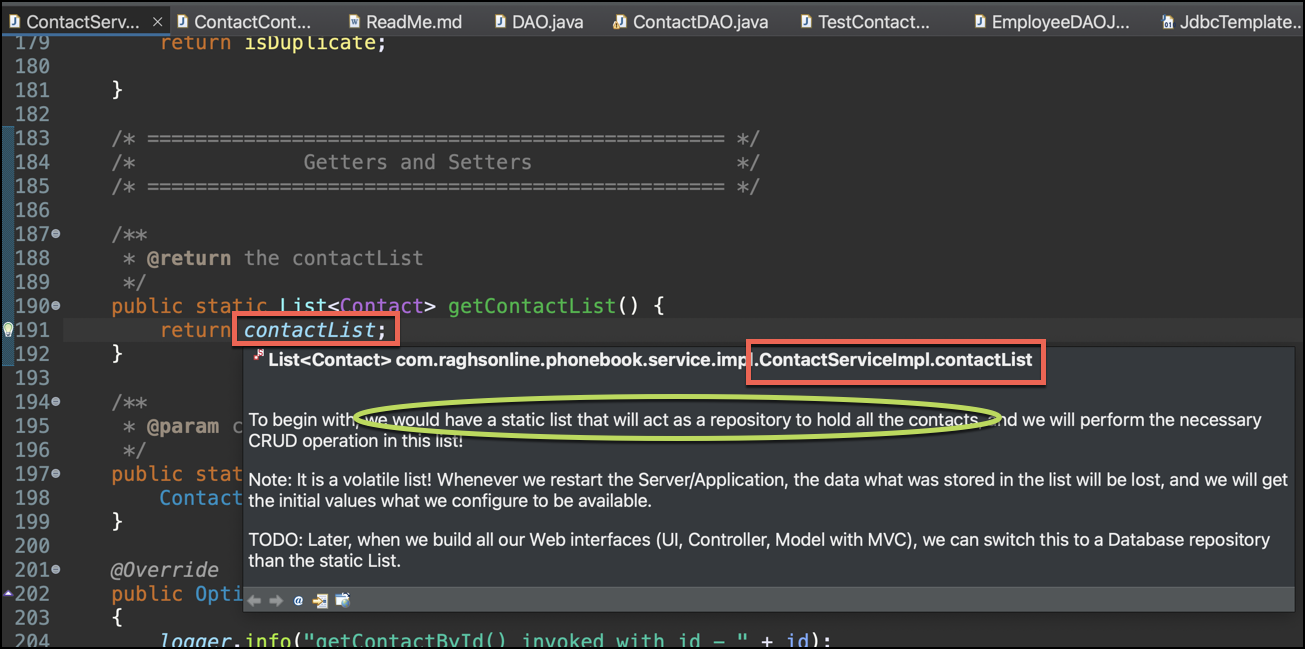 ContactServ... ContactCont... ReadMe.md DAO.java ContactDAO.java TestContact... EmployeeDAOJ... JdbcTemplate...
179 return isDuplicate;
180
181 }
182
183 /* ================================================ */
184 /* Getters and Setters */
185 /* ================================================ */
186
187 /**
188 * @return the contactList
189 */
190 public static List<Contact> getContactList() {
191 return contactList;
192 }
193
194 /**
195 * @param c
196 */
197 public stat
198 Contact
199 }
200
201 @Override
202 public Opti
203 {
204 logger.info("getContactById() invoked with id - " + id);
List<Contact> com.raghsonline.phonebook.service.impl.ContactServiceImpl.contactList
To begin with, we would have a static list that will act as a repository to hold all the contacts, and we will perform the necessary
CRUD operation in this list!
Note: It is a volatile list! Whenever we restart the Server/Application, the data what was stored in the list will be lost, and we will get
the initial values what we configure to be available.
TODO: Later, when we build all our Web interfaces (UI, Controller, Model with MVC), we can switch this to a Database repository
than the static List.